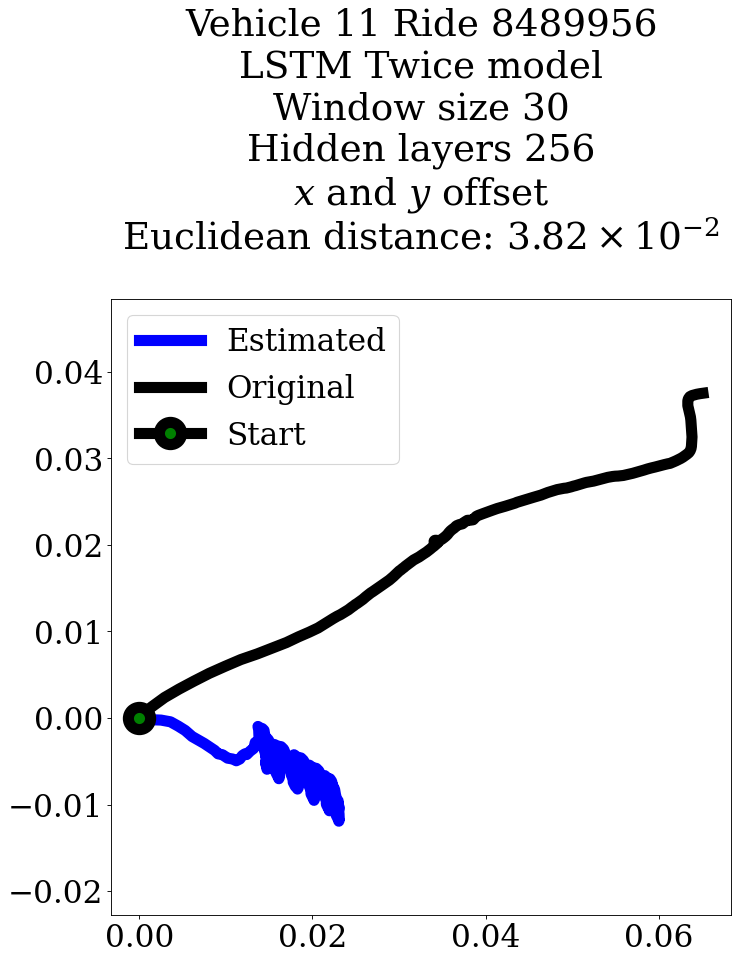 Vehicle 11 Ride 8489956
LSTM Twice model
Window size 30
Hidden layers 256
x and y offset
Euclidean distance: 3.82 × 10⁻²
Estimated
Original
Start
0.04
0.03
0.02
0.01
0.00
−0.01
−0.02
0.00 0.02 0.04 0.06